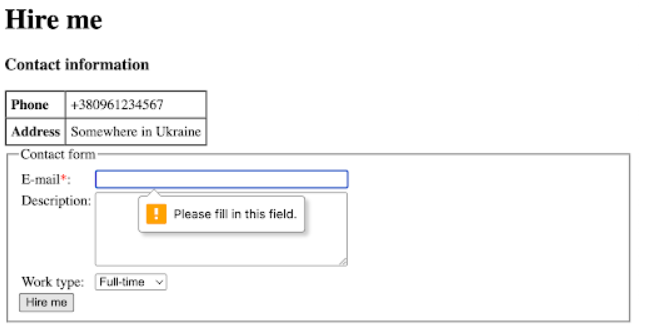 Hire me
Contact information
Phone +380961234567
Address Somewhere in Ukraine
Contact form
E-mail*:
Please fill in this field.
Description:
Work type: Full-time
Hire me